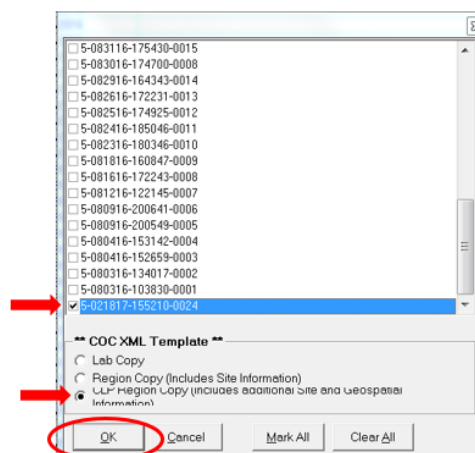 5-083116-175430-0015
5-083016-174700-0008
5-082916-164343-0014
5-082616-172231-0013
5-082516-174925-0012
5-082416-185046-0011
5-082316-180346-0010
5-081816-160847-0009
5-081616-172243-0008
5-081216-122145-0007
5-080916-200641-0006
5-080916-200549-0005
5-080416-153142-0004
5-080416-152659-0003
5-080316-134017-0002
5-080316-103830-0001
5-021817-155210-0024
** COC XML Template **
Lab Copy
Region Copy (Includes Site Information)
CLP Region Copy (Includes additional Site and Geospatial
Information)
OK Cancel Mark All Clear All